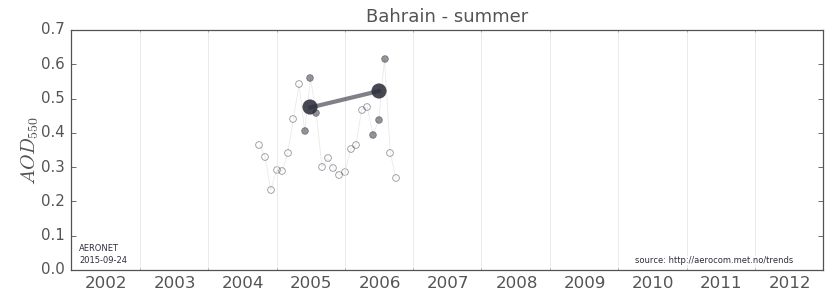 Bahrain - summer
0.7
0.6
0.5
0.4
0.3
0.2
0.1
0.0
AOD550
AERONET
2015-09-24
source: http://aerocom.met.no/trends
2002 2003 2004 2005 2006 2007 2008 2009 2010 2011 2012